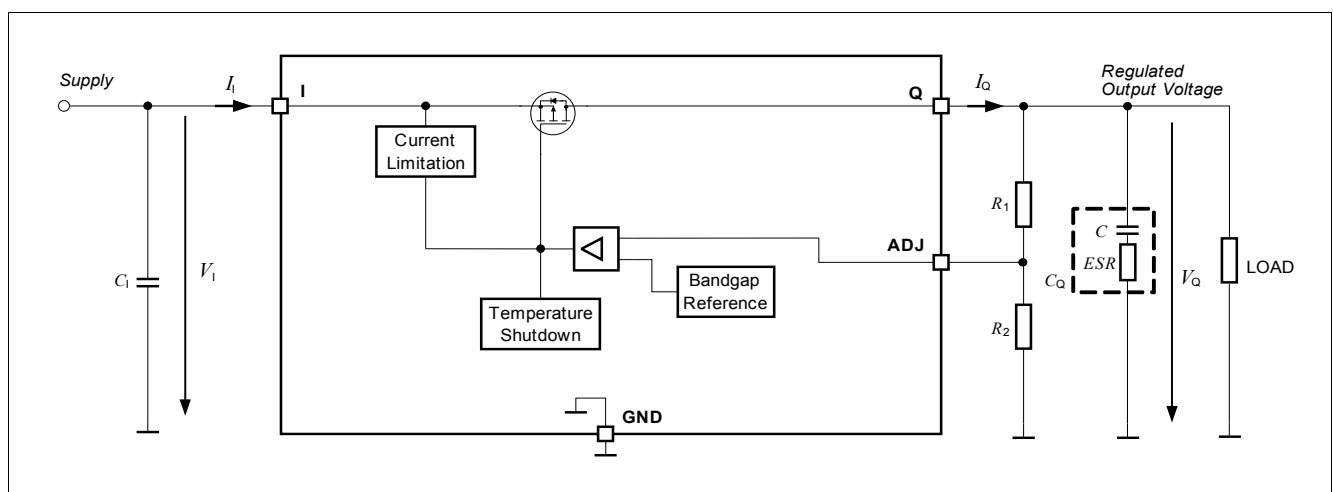 Supply
I_I
I
Q
I_Q
Regulated
Output Voltage
Current
Limitation
R_1
C_I
V_I
ADJ
C
ESR
C_Q
V_Q
LOAD
Bandgap
Reference
Temperature
Shutdown
R_2
GND